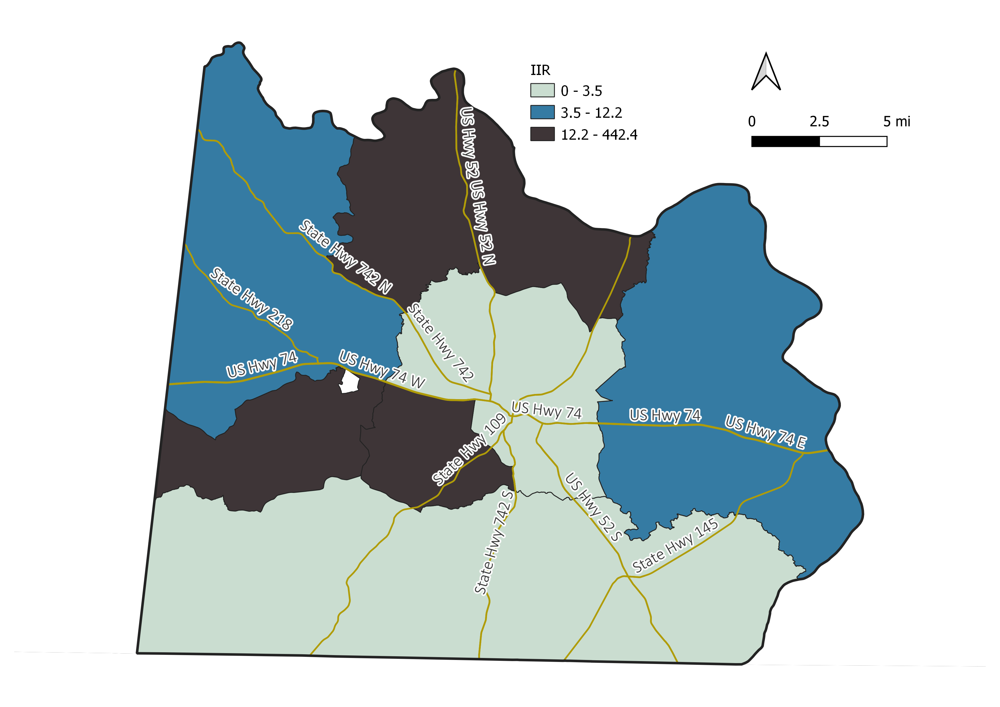 IIR
0 - 3.5
3.5 - 12.2
12.2 - 442.4
0 2.5 5 mi
US Hwy 52
US Hwy 52 N
State Hwy 742 N
State Hwy 218
State Hwy 742
US Hwy 74
US Hwy 74 W
US Hwy 74
US Hwy 74
US Hwy 74 E
State Hwy 109
US Hwy 52 S
State Hwy 742 S
State Hwy 145